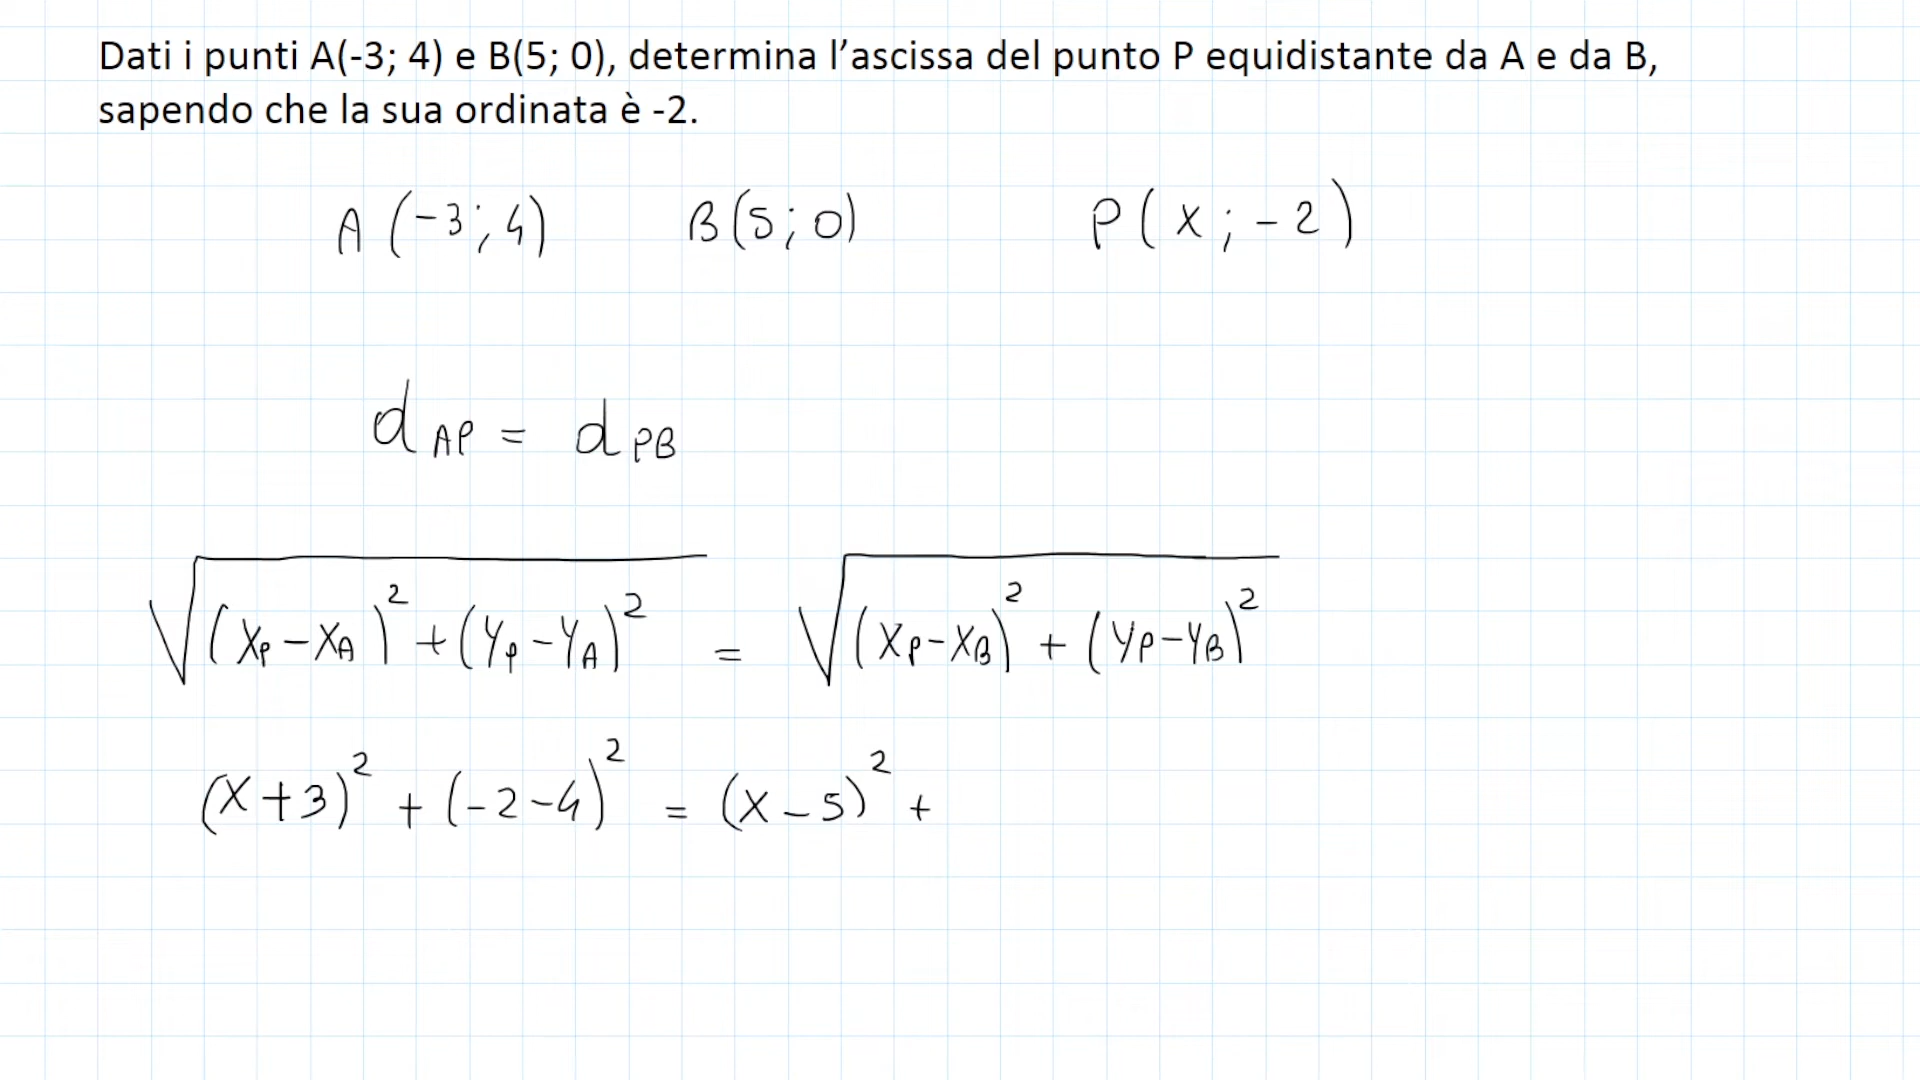 Dati i punti A(-3; 4) e B(5; 0), determina l’ascissa del punto P equidistante da A e da B,
sapendo che la sua ordinata è -2.
A (-3; 4) B(5; 0) P(x; -2)
d_AP = d_PB
√((x_P - x_A)² + (y_P - y_A)²) = √((x_P - x_B)² + (y_P - y_B)²)
(x+3)² + (-2-4)² = (x-5)² +